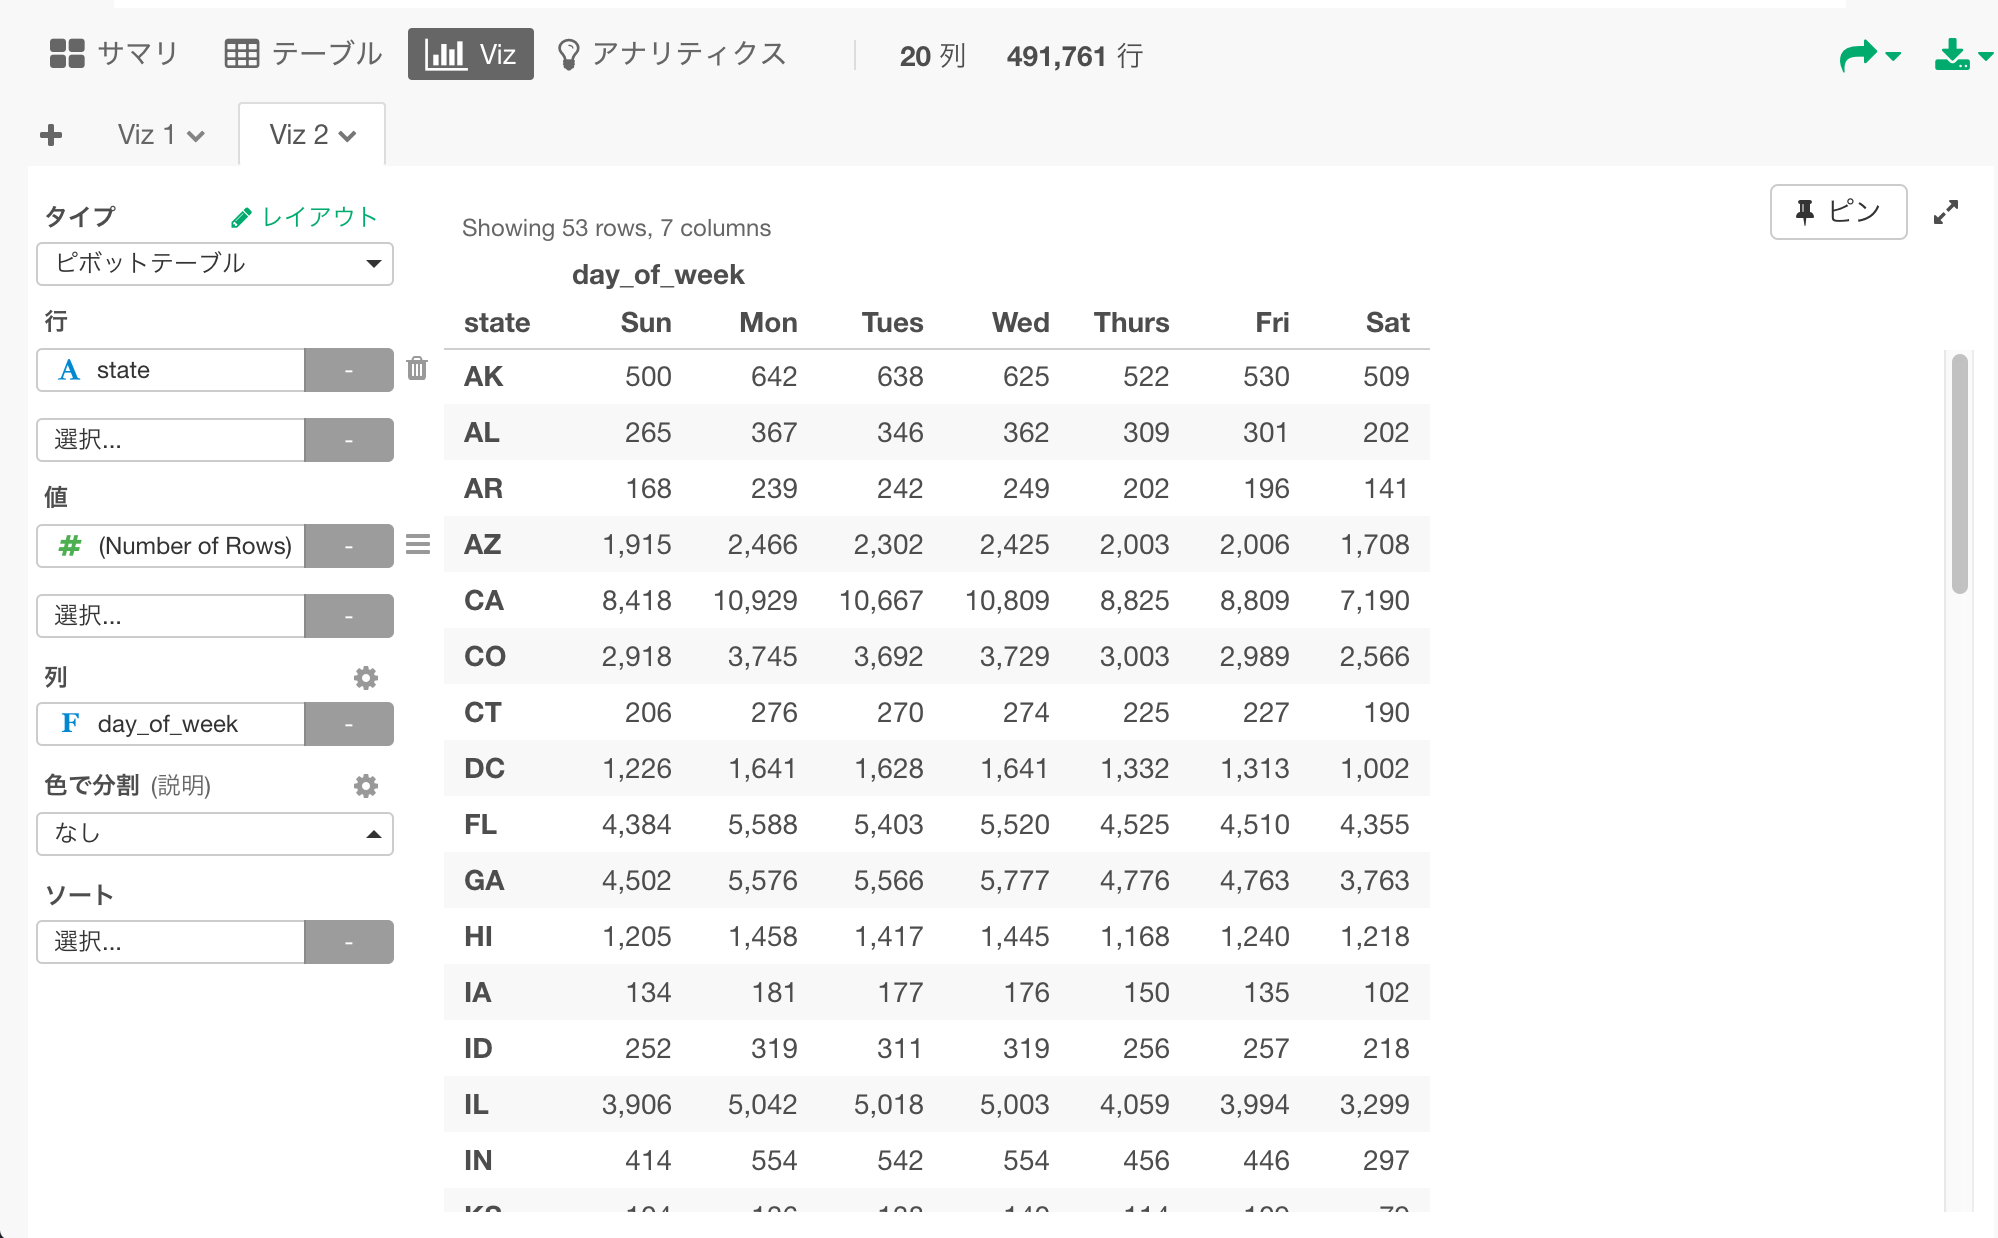 サマリ テーブル Viz アナリティクス 20 列 491,761 行
Viz 1 Viz 2
タイプ レイアウト
ピボットテーブル
行
A state -
選択... -
値
# (Number of Rows) -
選択... -
列
F day_of_week -
色で分割 (説明)
なし
ソート
選択... -
ピン
Showing 53 rows, 7 columns
day_of_week
state Sun Mon Tues Wed Thurs Fri Sat
AK 500 642 638 625 522 530 509
AL 265 367 346 362 309 301 202
AR 168 239 242 249 202 196 141
AZ 1,915 2,466 2,302 2,425 2,003 2,006 1,708
CA 8,418 10,929 10,667 10,809 8,825 8,809 7,190
CO 2,918 3,745 3,692 3,729 3,003 2,989 2,566
CT 206 276 270 274 225 227 190
DC 1,226 1,641 1,628 1,641 1,332 1,313 1,002
FL 4,384 5,588 5,403 5,520 4,525 4,510 4,355
GA 4,502 5,576 5,566 5,777 4,776 4,763 3,763
HI 1,205 1,458 1,417 1,445 1,168 1,240 1,218
IA 134 181 177 176 150 135 102
ID 252 319 311 319 256 257 218
IL 3,906 5,042 5,018 5,003 4,059 3,994 3,299
IN 414 554 542 554 456 446 297